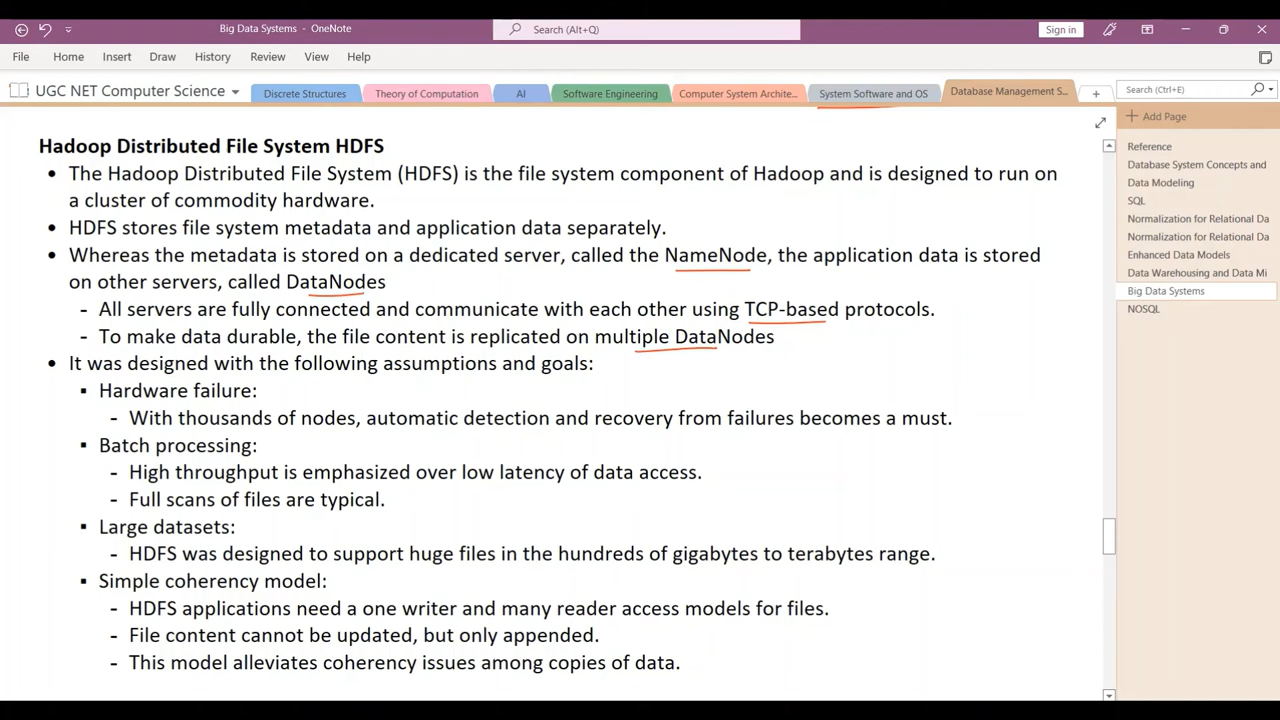 Big Data Systems - OneNote
Search (Alt+Q)
Sign in
File Home Insert Draw History Review View Help
UGC NET Computer Science
Discrete Structures
Theory of Computation
AI
Software Engineering
Computer System Archite...
System Software and OS
Database Management S...
Search (Ctrl+E)
Add Page
Reference
Database System Concepts and
Data Modeling
SQL
Normalization for Relational Da
Normalization for Relational Da
Enhanced Data Models
Data Warehousing and Data Mi
Big Data Systems
NOSQL
Hadoop Distributed File System HDFS
• The Hadoop Distributed File System (HDFS) is the file system component of Hadoop and is designed to run on
a cluster of commodity hardware.
• HDFS stores file system metadata and application data separately.
• Whereas the metadata is stored on a dedicated server, called the NameNode, the application data is stored
on other servers, called DataNodes
- All servers are fully connected and communicate with each other using TCP-based protocols.
- To make data durable, the file content is replicated on multiple DataNodes
• It was designed with the following assumptions and goals:
▪ Hardware failure:
- With thousands of nodes, automatic detection and recovery from failures becomes a must.
▪ Batch processing:
- High throughput is emphasized over low latency of data access.
- Full scans of files are typical.
▪ Large datasets:
- HDFS was designed to support huge files in the hundreds of gigabytes to terabytes range.
▪ Simple coherency model:
- HDFS applications need a one writer and many reader access models for files.
- File content cannot be updated, but only appended.
- This model alleviates coherency issues among copies of data.